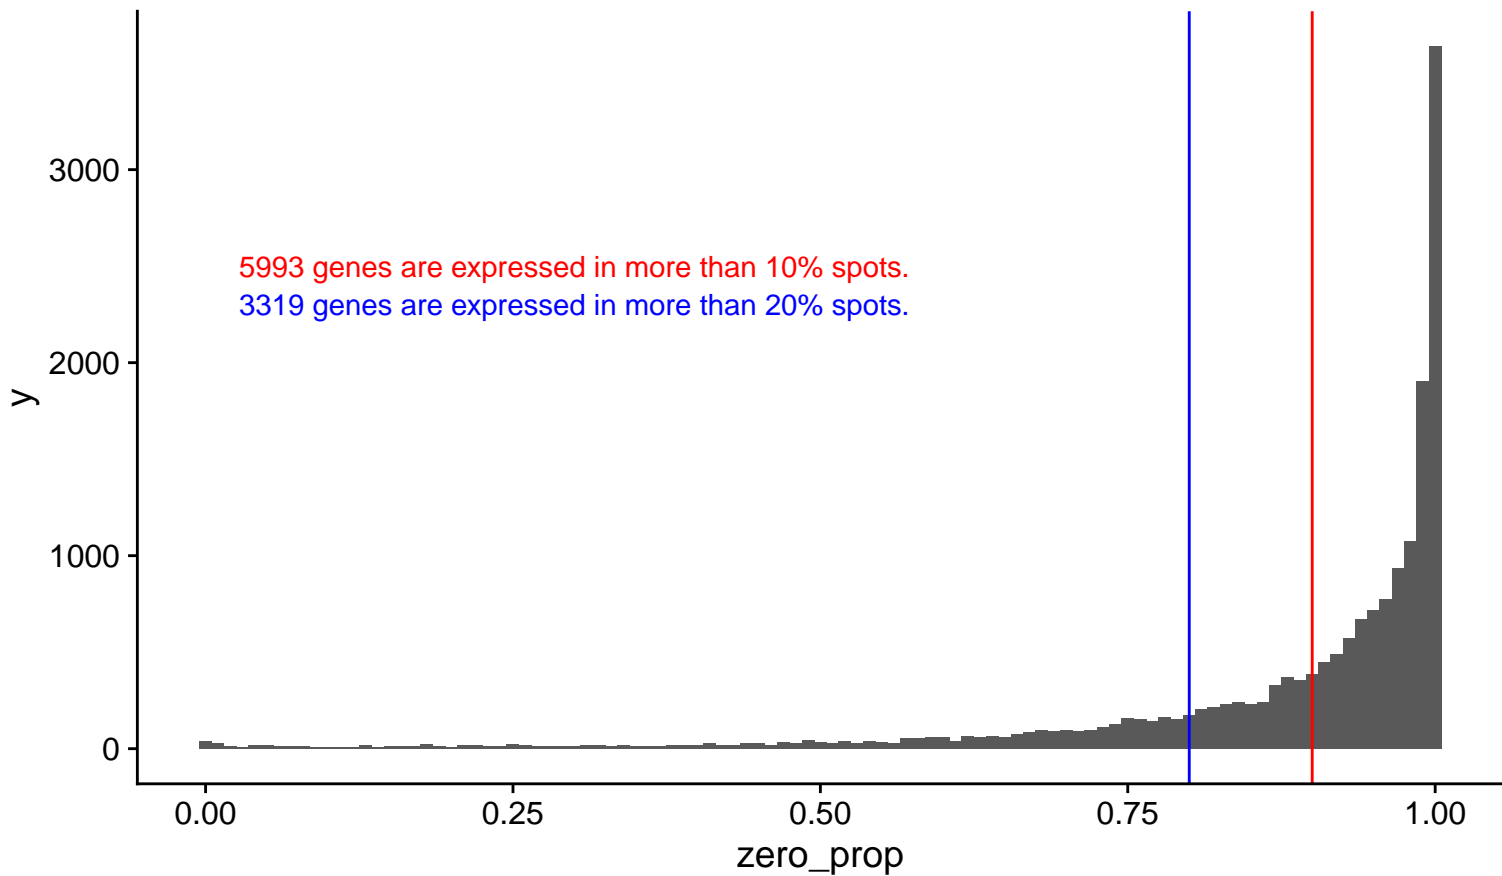 3000
5993 genes are expressed in more than 10% spots.
3319 genes are expressed in more than 20% spots.
2000
y
1000
0
0.00 0.25 0.50 0.75 1.00
zero_prop